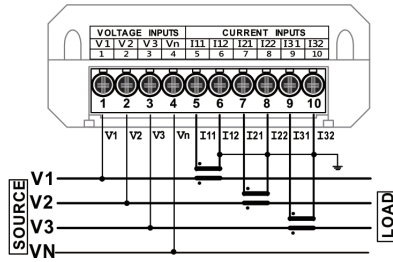 VOLTAGE INPUTS CURRENT INPUTS
V1 V2 V3 Vn I11 I12 I21 I22 I31 I32
1 2 3 4 5 6 7 8 9 10
1 2 3 4 5 6 7 8 9 10
V1 V2 V3 Vn I11 I12 I21 I22 I31 I32
SOURCE
V1
V2
V3
VN
LOAD